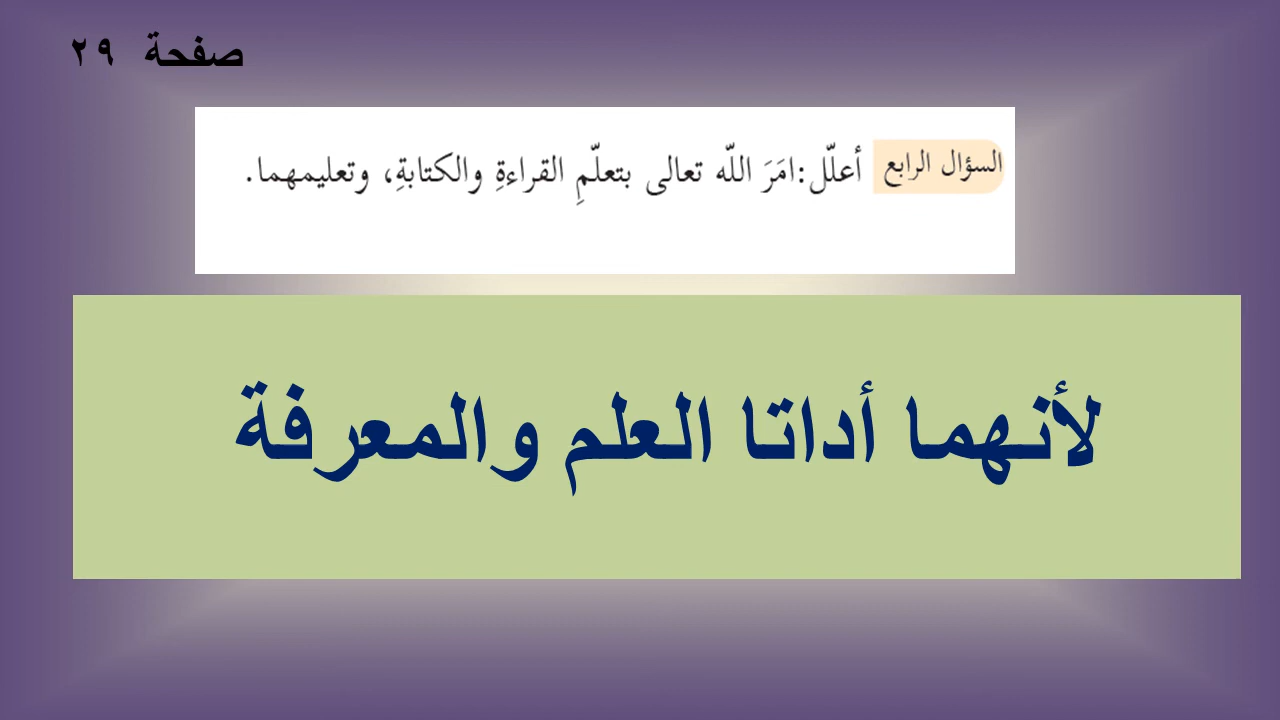 صفحة ٢٩
السؤال الرابع أعلّل: امَرَ اللّه تعالى بتعلّمِ القراءةِ والكتابةِ، وتعليمهما.
لأنهما أداتا العلم والمعرفة